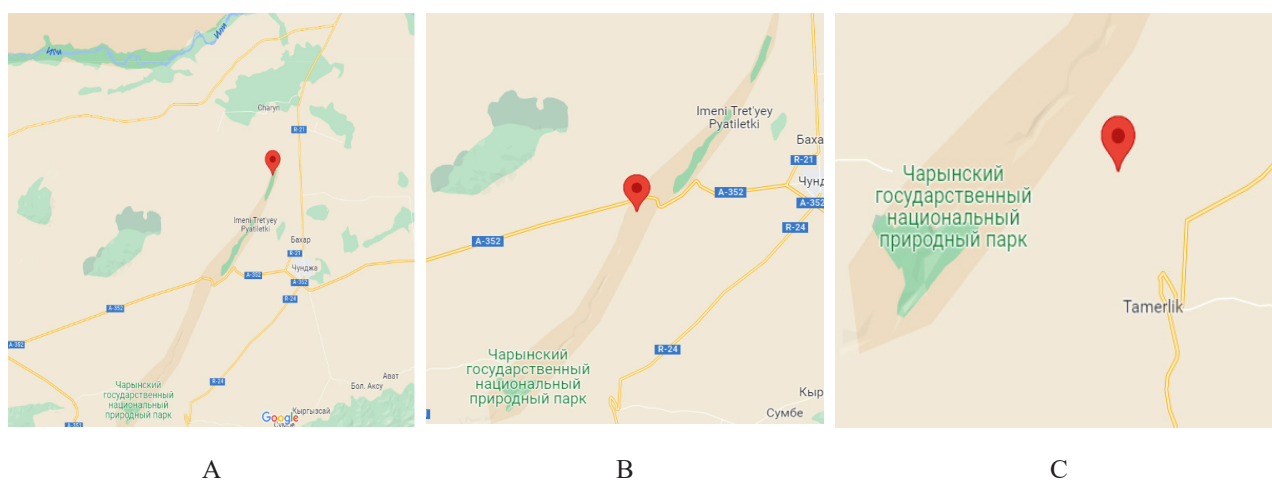 Или
Или
Charyn
R-21
Imeni Tret'yey
Pyatiletki
Бахар
R-21
Чунджа
A-352
A-352
R-24
A-352
A-352
R-24
Чарынский
государственный
национальный
природный парк
Ават
Бол. Аксу
Кыргызсай
Google
Сумбе
A-351
Imeni Tret'yey
Pyatiletki
Баха
R-21
Чунд
A-352
A-352
R-24
A-352
R-24
Чарынский
государственный
национальный
природный парк
Кыр
Сумбе
Чарынский
государственный
национальный
природный парк
Tamerlik
A
B
C